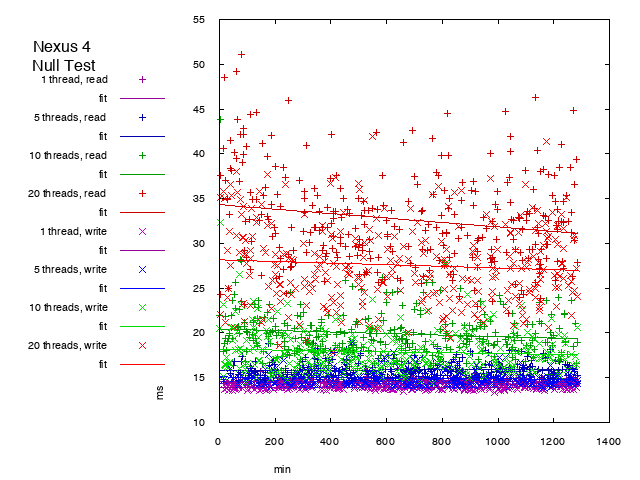 Nexus 4
Null Test
1 thread, read
fit
5 threads, read
fit
10 threads, read
fit
20 threads, read
fit
1 thread, write
fit
5 threads, write
fit
10 threads, write
fit
20 threads, write
fit
ms
55
50
45
40
35
30
25
20
15
10
0
200
400
600
800
1000
1200
1400
min